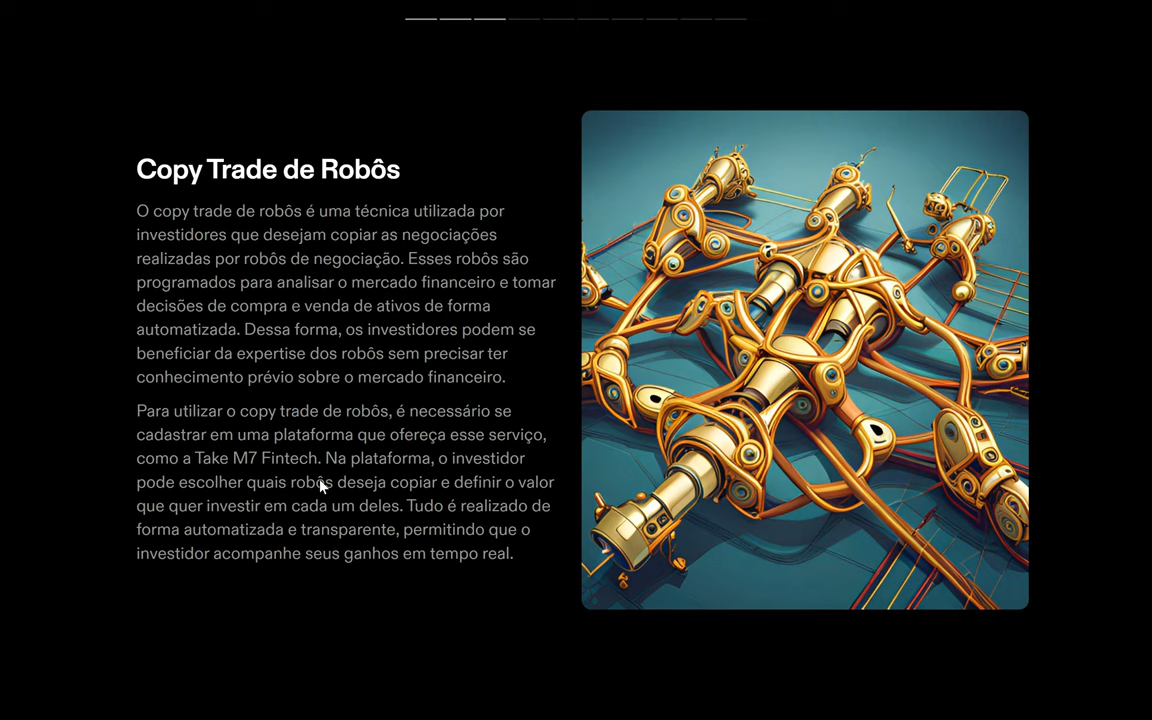 Copy Trade de Robôs
O copy trade de robôs é uma técnica utilizada por
investidores que desejam copiar as negociações
realizadas por robôs de negociação. Esses robôs são
programados para analisar o mercado financeiro e tomar
decisões de compra e venda de ativos de forma
automatizada. Dessa forma, os investidores podem se
beneficiar da expertise dos robôs sem precisar ter
conhecimento prévio sobre o mercado financeiro.
Para utilizar o copy trade de robôs, é necessário se
cadastrar em uma plataforma que ofereça esse serviço,
como a Take M7 Fintech. Na plataforma, o investidor
pode escolher quais robôs deseja copiar e definir o valor
que quer investir em cada um deles. Tudo é realizado de
forma automatizada e transparente, permitindo que o
investidor acompanhe seus ganhos em tempo real.